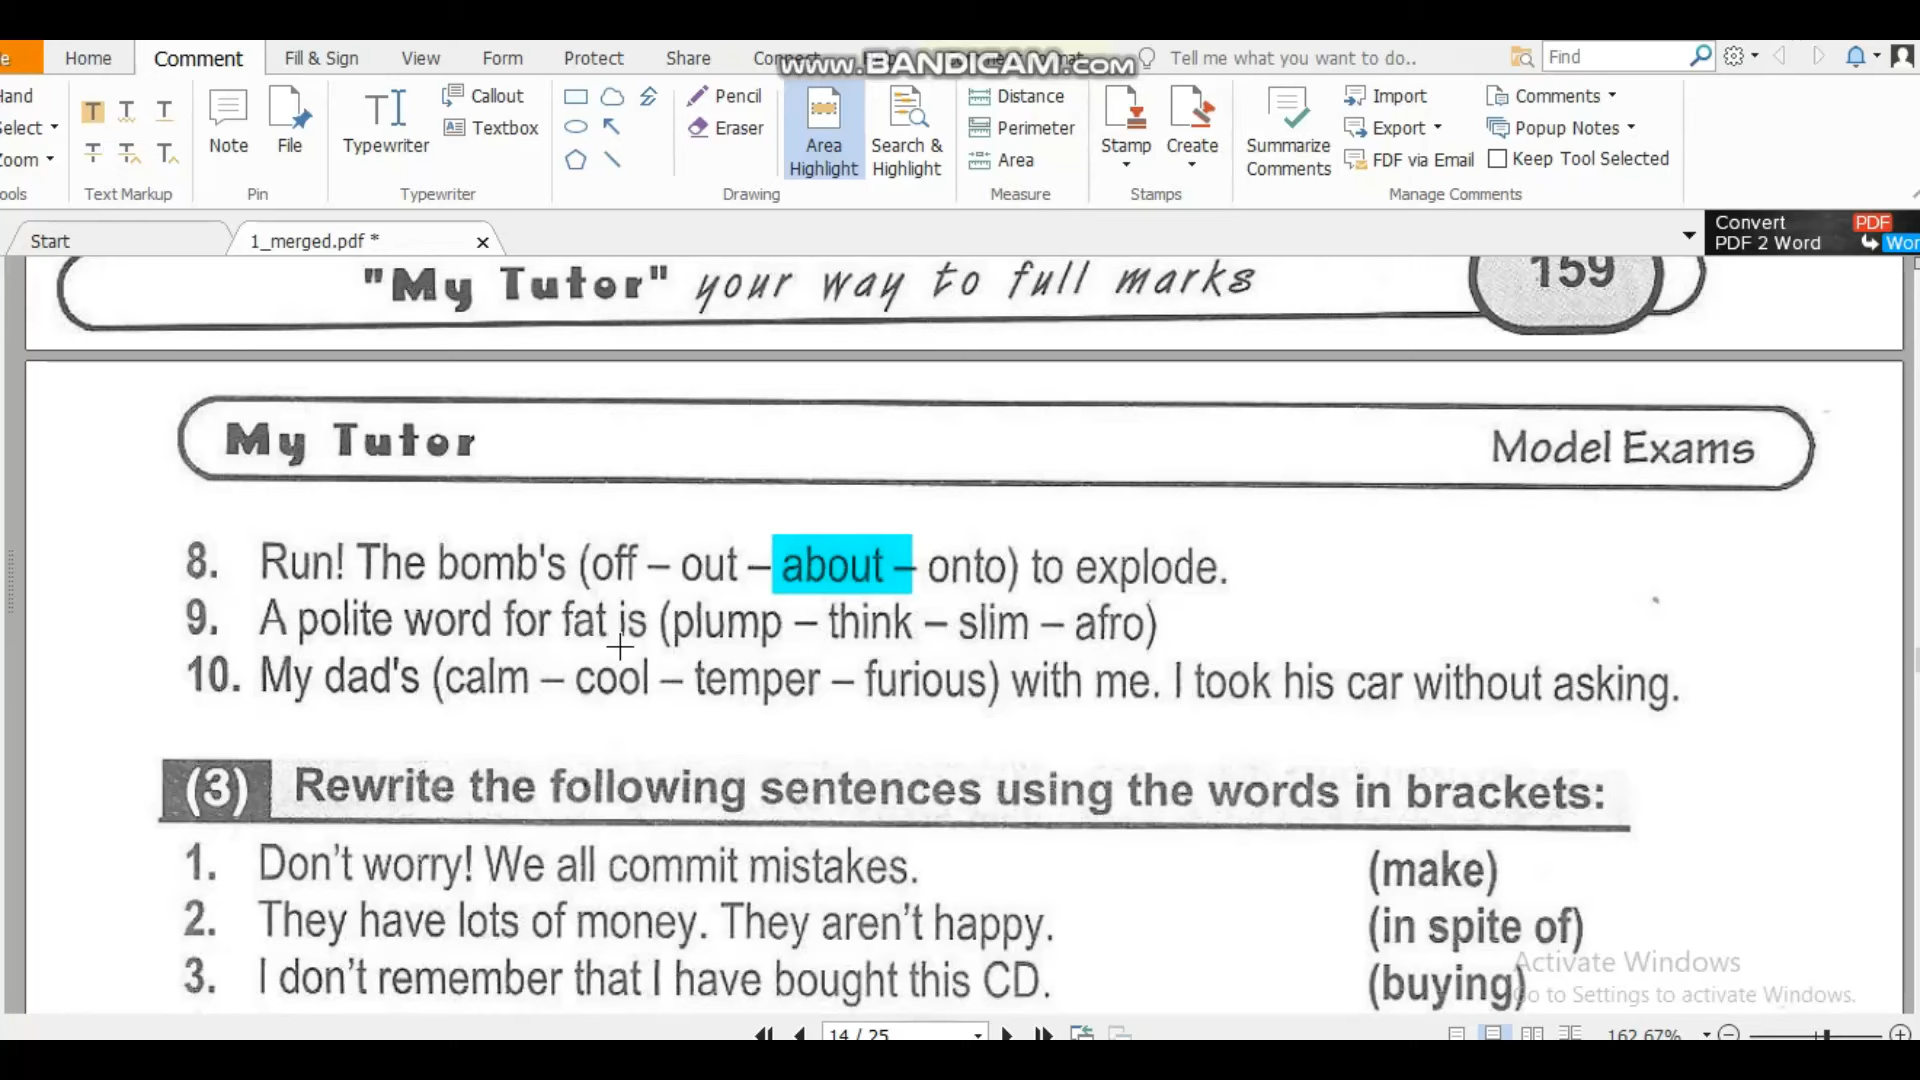 Home Comment Fill & Sign View Form Protect Share Connect Tell me what you want to do.. Find
www.BANDICAM.com
Hand Callout Pencil Distance Import Comments
Select Textbox Eraser Perimeter Export Popup Notes
Zoom Note File Typewriter Area Highlight Search & Highlight Area Stamp Create Summarize Comments FDF via Email Keep Tool Selected
Tools Text Markup Pin Typewriter Drawing Measure Stamps Manage Comments
Start 1_merged.pdf * Convert PDF
PDF 2 Word Wor
"My Tutor" your way to full marks 159
My Tutor Model Exams
8. Run! The bomb's (off – out – about – onto) to explode.
9. A polite word for fat is (plump – think – slim – afro)
10. My dad's (calm – cool – temper – furious) with me. I took his car without asking.
(3) Rewrite the following sentences using the words in brackets:
1. Don't worry! We all commit mistakes. (make)
2. They have lots of money. They aren't happy. (in spite of)
3. I don't remember that I have bought this CD. (buying)
Activate Windows
Go to Settings to activate Windows.
14 / 25 162.67%